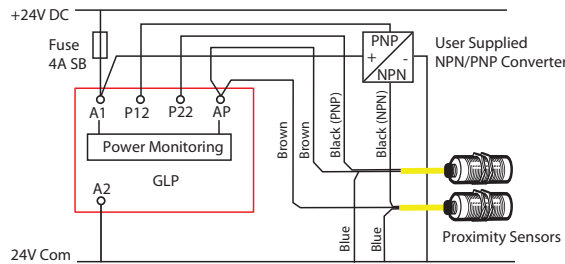 +24V DC
Fuse
4A SB
PNP
+ -
NPN
User Supplied
NPN/PNP Converter
A1 P12 P22 AP
Power Monitoring
GLP
A2
Brown
Brown
Black (PNP)
Black (NPN)
Blue
Blue
Proximity Sensors
24V Com